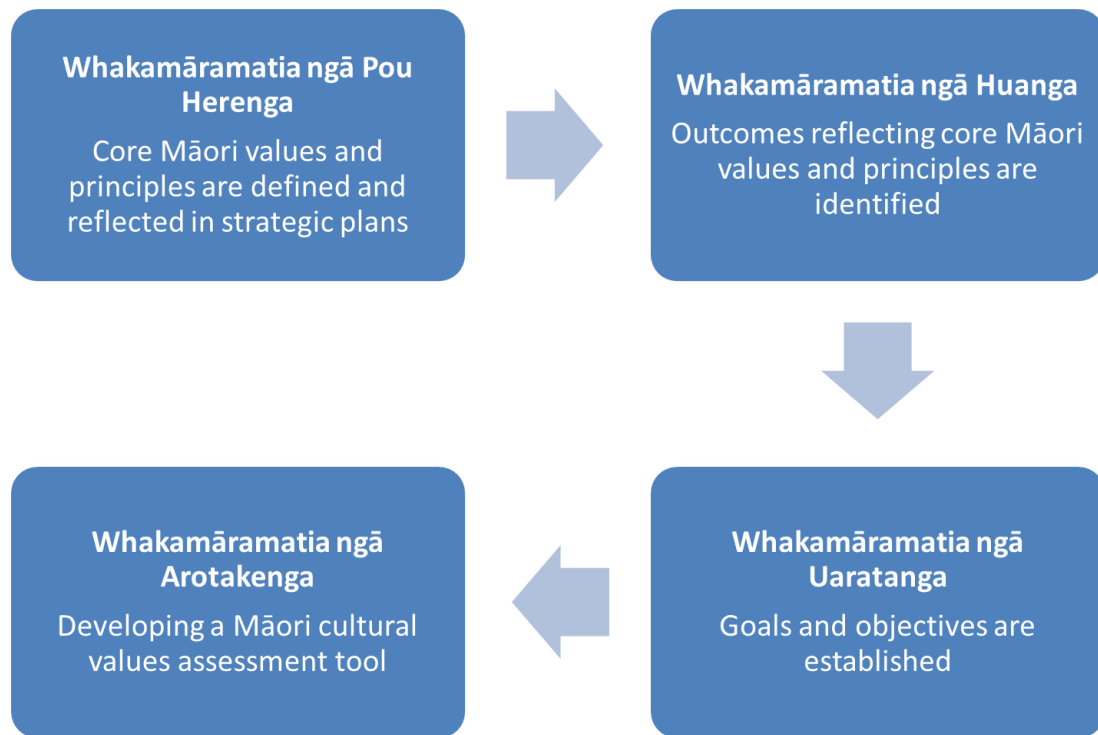 Whakamāramatia ngā Pou
Herenga
Core Māori values and
principles are defined and
reflected in strategic plans
Whakamāramatia ngā Huanga
Outcomes reflecting core Māori
values and principles are
identified
Whakamāramatia ngā
Uaratanga
Goals and objectives are
established
Whakamāramatia ngā
Arotakenga
Developing a Māori cultural
values assessment tool